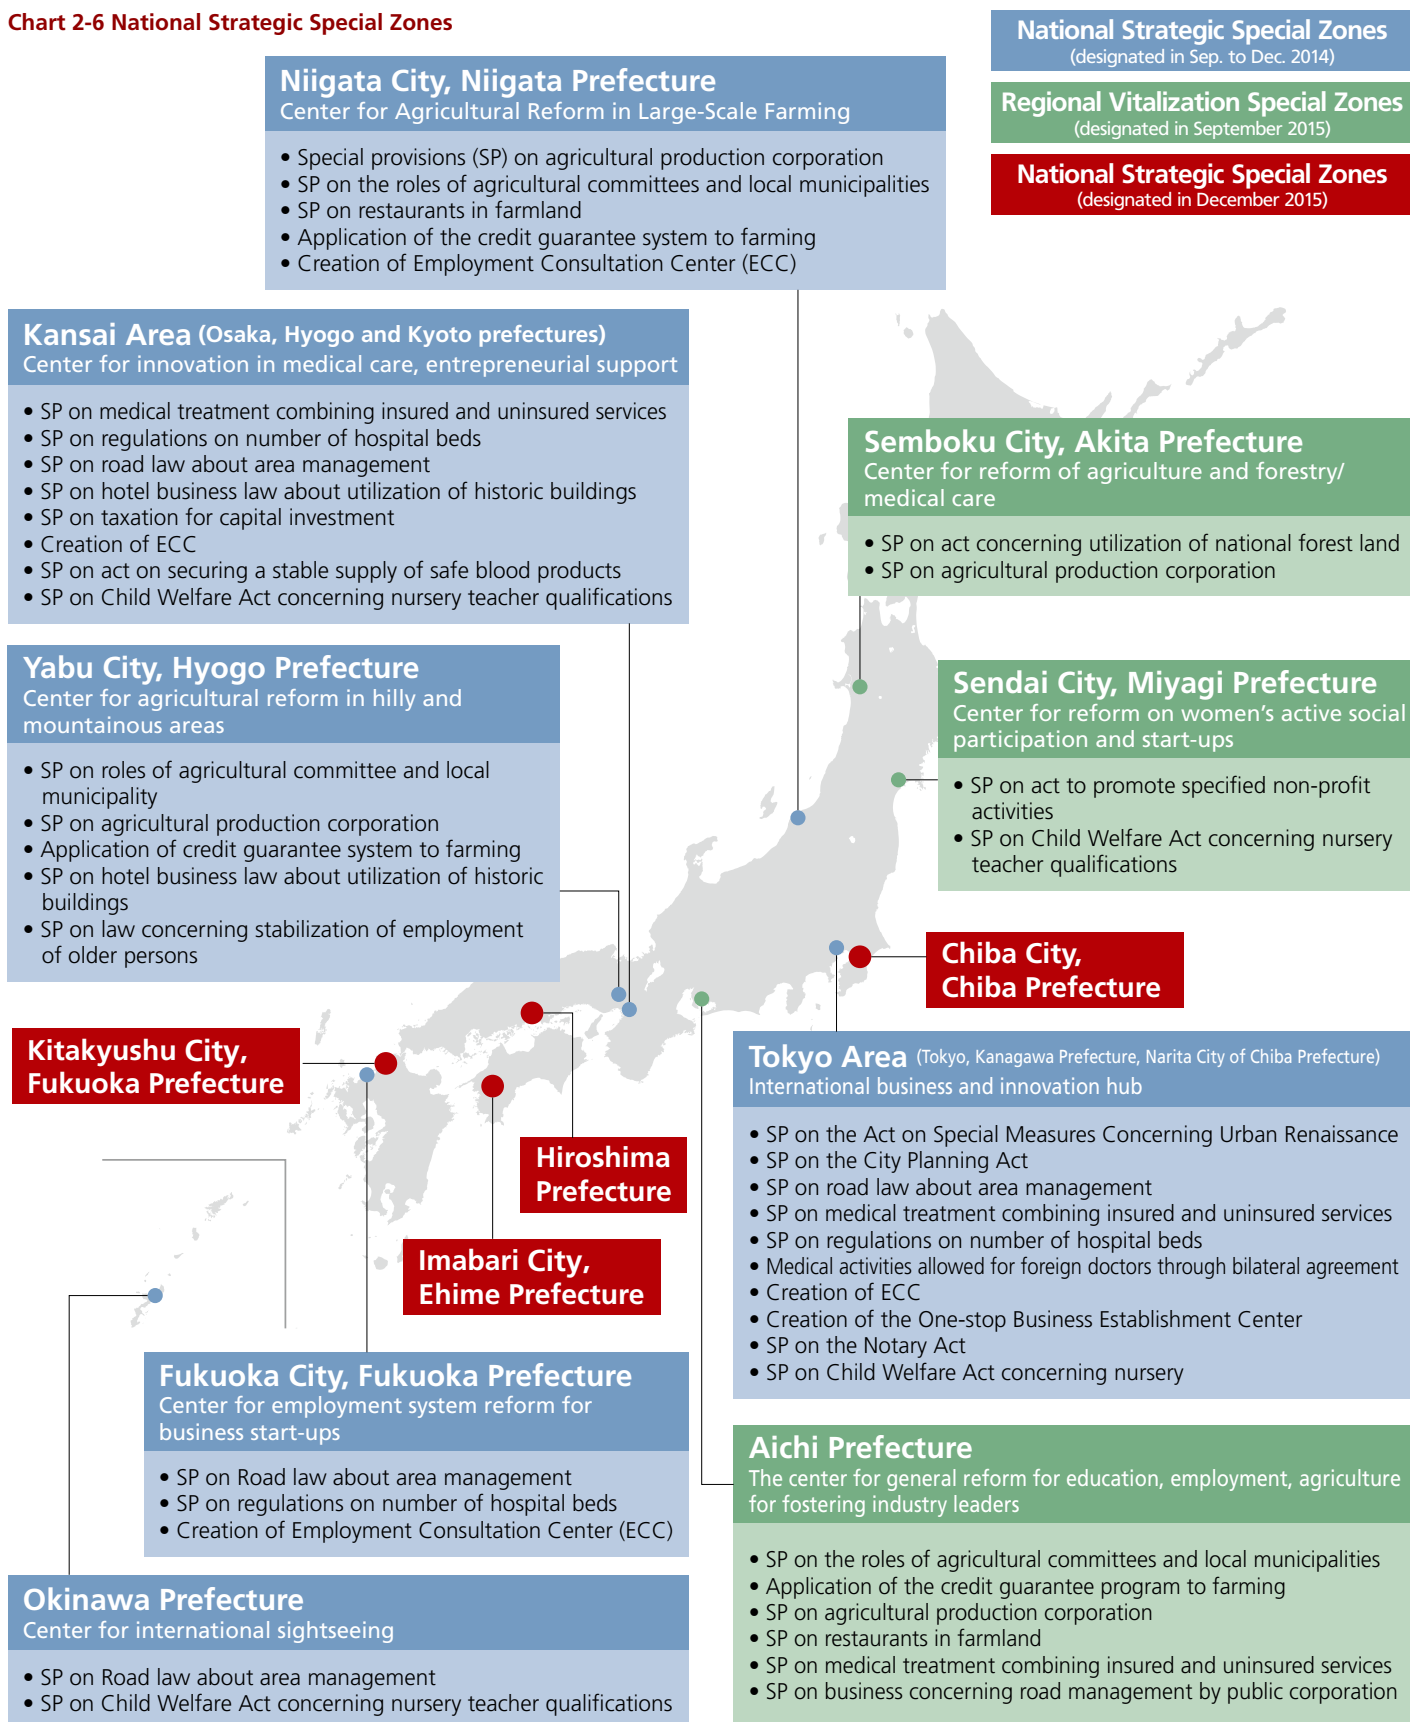 Chart 2-6 National Strategic Special Zones
National Strategic Special Zones
(designated in Sep. to Dec. 2014)
Regional Vitalization Special Zones
(designated in September 2015)
National Strategic Special Zones
(designated in December 2015)
Niigata City, Niigata Prefecture
Center for Agricultural Reform in Large-Scale Farming
• Special provisions (SP) on agricultural production corporation
• SP on the roles of agricultural committees and local municipalities
• SP on restaurants in farmland
• Application of the credit guarantee system to farming
• Creation of Employment Consultation Center (ECC)
Kansai Area (Osaka, Hyogo and Kyoto prefectures)
Center for innovation in medical care, entrepreneurial support
• SP on medical treatment combining insured and uninsured services
• SP on regulations on number of hospital beds
• SP on road law about area management
• SP on hotel business law about utilization of historic buildings
• SP on taxation for capital investment
• Creation of ECC
• SP on act on securing a stable supply of safe blood products
• SP on Child Welfare Act concerning nursery teacher qualifications
Semboku City, Akita Prefecture
Center for reform of agriculture and forestry/
medical care
• SP on act concerning utilization of national forest land
• SP on agricultural production corporation
Yabu City, Hyogo Prefecture
Center for agricultural reform in hilly and
mountainous areas
• SP on roles of agricultural committee and local
municipality
• SP on agricultural production corporation
• Application of credit guarantee system to farming
• SP on hotel business law about utilization of historic
buildings
• SP on law concerning stabilization of employment
of older persons
Sendai City, Miyagi Prefecture
Center for reform on women's active social
participation and start-ups
• SP on act to promote specified non-profit
activities
• SP on Child Welfare Act concerning nursery
teacher qualifications
Chiba City,
Chiba Prefecture
Kitakyushu City,
Fukuoka Prefecture
Hiroshima
Prefecture
Imabari City,
Ehime Prefecture
Tokyo Area (Tokyo, Kanagawa Prefecture, Narita City of Chiba Prefecture)
International business and innovation hub
• SP on the Act on Special Measures Concerning Urban Renaissance
• SP on the City Planning Act
• SP on road law about area management
• SP on medical treatment combining insured and uninsured services
• SP on regulations on number of hospital beds
• Medical activities allowed for foreign doctors through bilateral agreement
• Creation of ECC
• Creation of the One-stop Business Establishment Center
• SP on the Notary Act
• SP on Child Welfare Act concerning nursery
Fukuoka City, Fukuoka Prefecture
Center for employment system reform for
business start-ups
• SP on Road law about area management
• SP on regulations on number of hospital beds
• Creation of Employment Consultation Center (ECC)
Aichi Prefecture
The center for general reform for education, employment, agriculture
for fostering industry leaders
• SP on the roles of agricultural committees and local municipalities
• Application of the credit guarantee program to farming
• SP on agricultural production corporation
• SP on restaurants in farmland
• SP on medical treatment combining insured and uninsured services
• SP on business concerning road management by public corporation
Okinawa Prefecture
Center for international sightseeing
• SP on Road law about area management
• SP on Child Welfare Act concerning nursery teacher qualifications